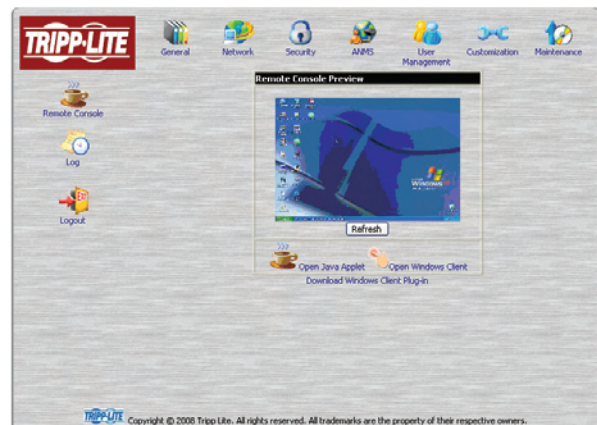 TRIPP·LITE
General
Network
Security
ANMS
User Management
Customization
Maintenance
Remote Console
Log
Logout
Remote Console Preview
Windows
Refresh
Open Java Applet
Open Windows Client
Download Windows Client Plug-in
TRIPP·LITE Copyright © 2008 Tripp Lite. All rights reserved. All trademarks are the property of their respective owners.